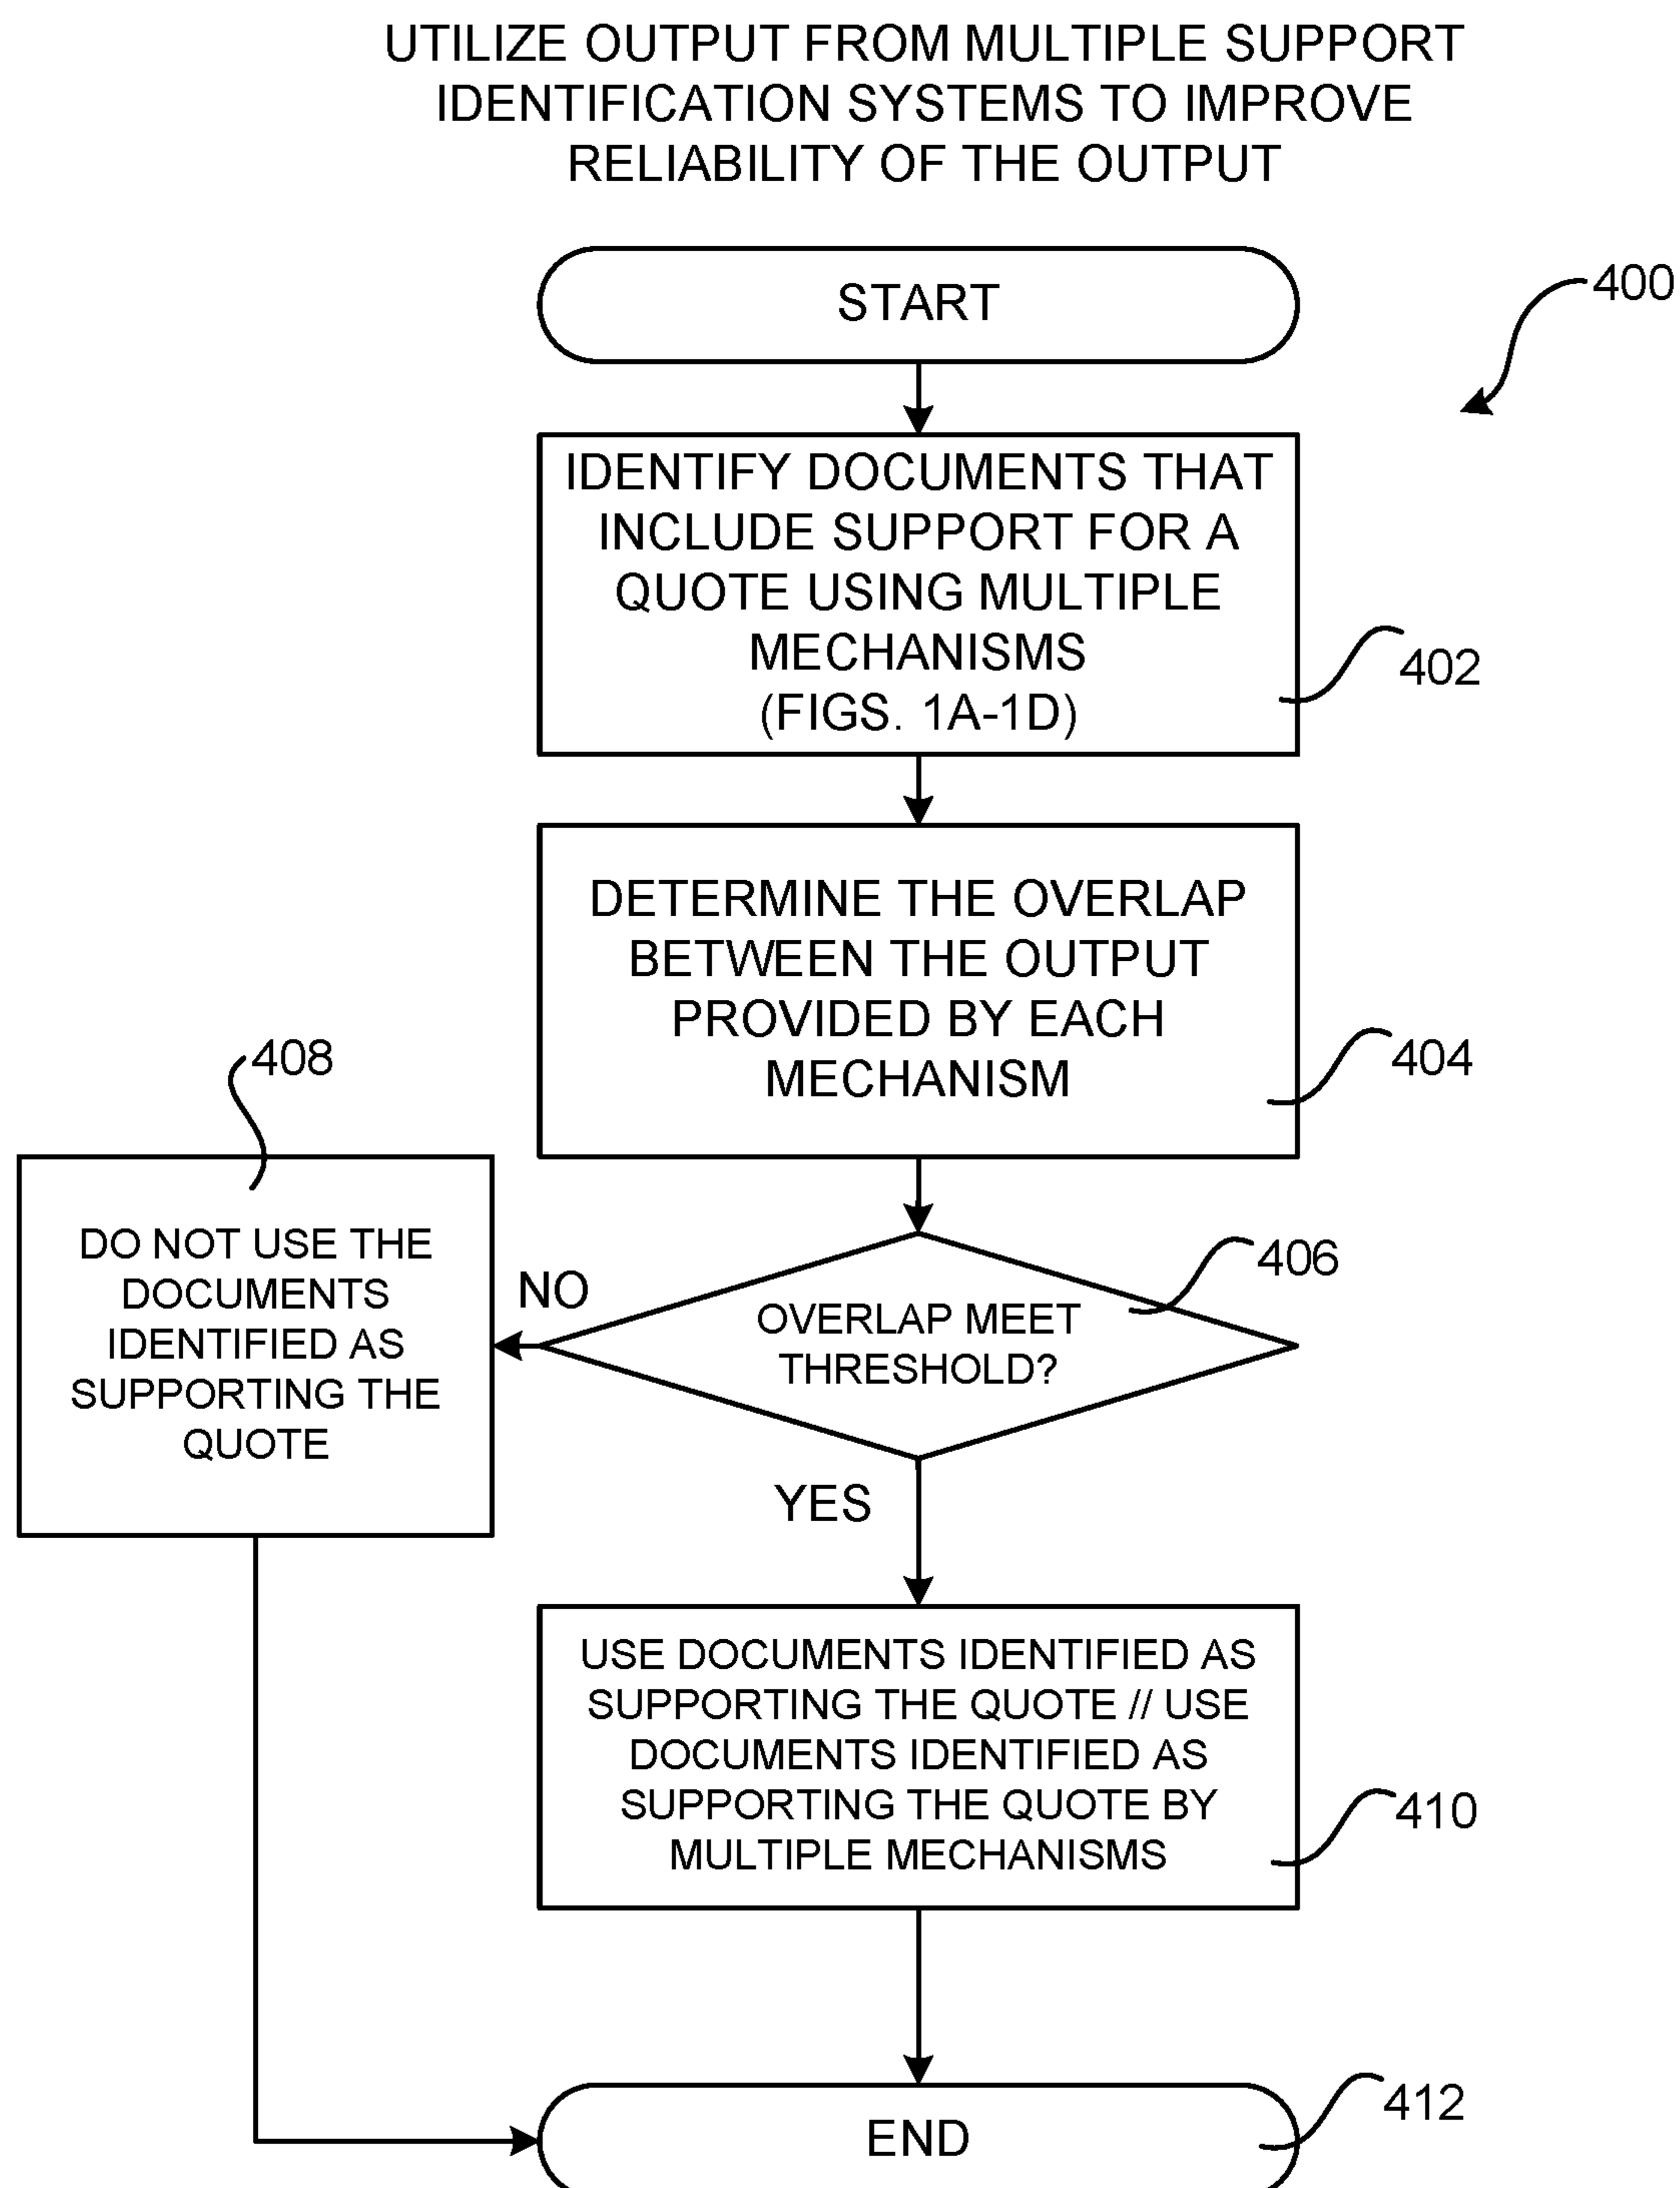 UTILIZE OUTPUT FROM MULTIPLE SUPPORT
IDENTIFICATION SYSTEMS TO IMPROVE
RELIABILITY OF THE OUTPUT
START
400
IDENTIFY DOCUMENTS THAT
INCLUDE SUPPORT FOR A
QUOTE USING MULTIPLE
MECHANISMS
(FIGS. 1A-1D)
402
DETERMINE THE OVERLAP
BETWEEN THE OUTPUT
PROVIDED BY EACH
MECHANISM
404
408
DO NOT USE THE
DOCUMENTS
IDENTIFIED AS
SUPPORTING THE
QUOTE
NO
OVERLAP MEET
THRESHOLD?
406
YES
USE DOCUMENTS IDENTIFIED AS
SUPPORTING THE QUOTE // USE
DOCUMENTS IDENTIFIED AS
SUPPORTING THE QUOTE BY
MULTIPLE MECHANISMS
410
END
412